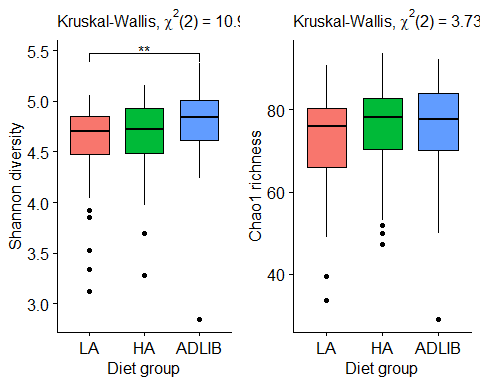 Kruskal-Wallis, χ²(2) = 10.9
Shannon diversity
5.5
5.0
4.5
4.0
3.5
3.0
**
LA HA ADLIB
Diet group
Kruskal-Wallis, χ²(2) = 3.73
Chao1 richness
80
60
40
LA HA ADLIB
Diet group